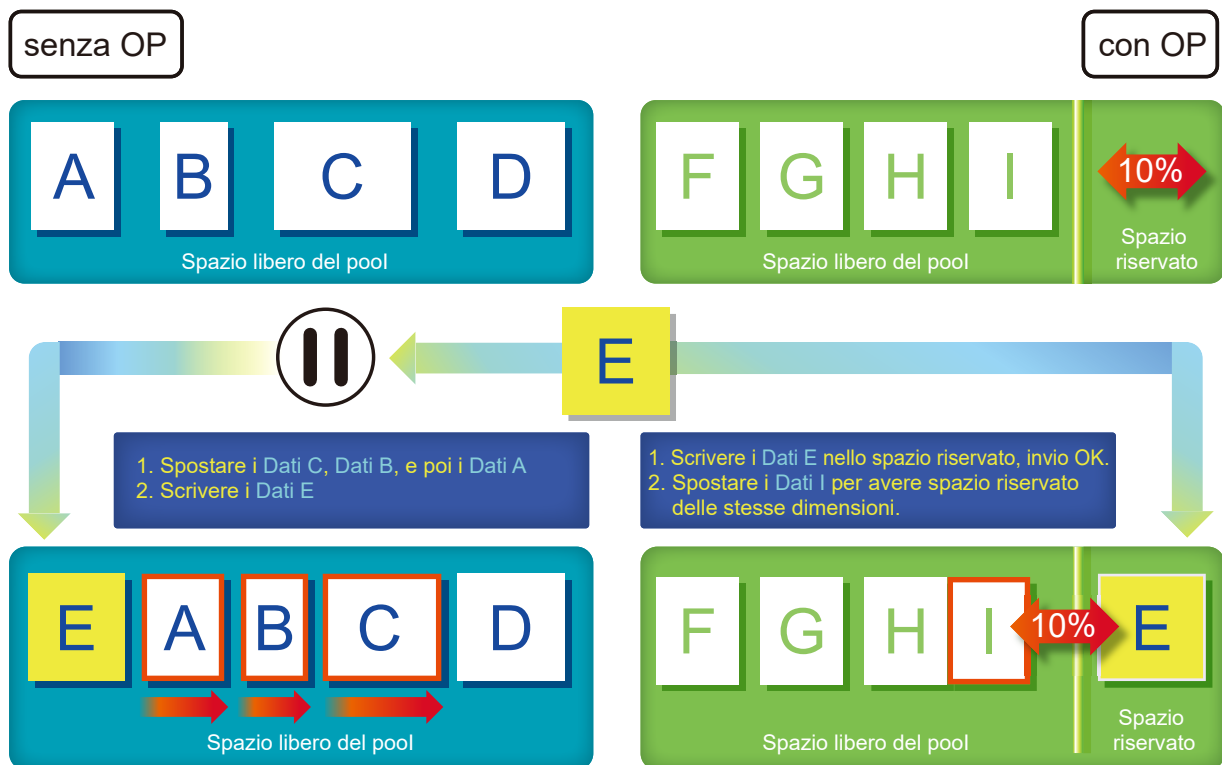 senza OP
con OP
A
B
C
D
Spazio libero del pool
F
G
H
I
Spazio libero del pool
10%
Spazio
riservato
E
1. Spostare i Dati C, Dati B, e poi i Dati A
2. Scrivere i Dati E
1. Scrivere i Dati E nello spazio riservato, invio OK.
2. Spostare i Dati I per avere spazio riservato
delle stesse dimensioni.
E
A
B
C
D
Spazio libero del pool
F
G
H
I
10%
E
Spazio libero del pool
Spazio
riservato